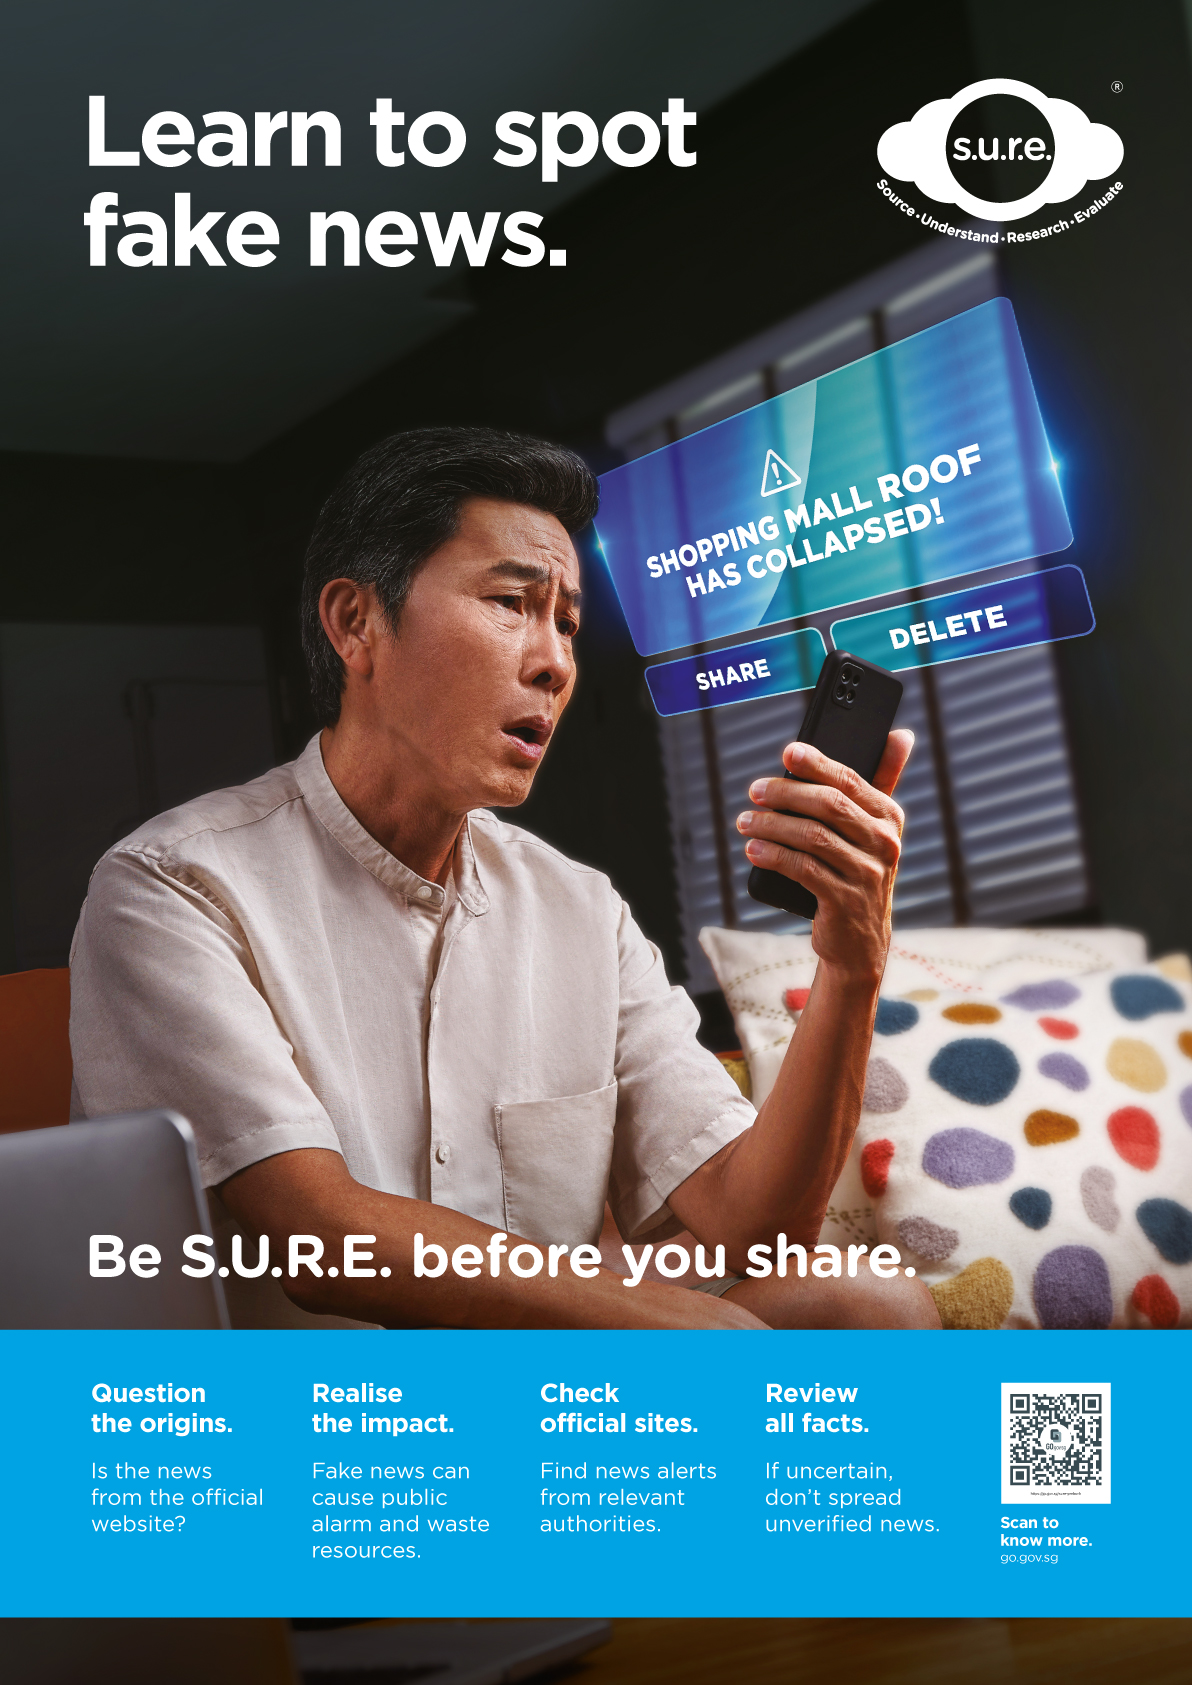 Learn to spot
fake news.
®
s.u.r.e.
Source • Understand • Research • Evaluate
SHOPPING MALL ROOF
HAS COLLAPSED!
SHARE
DELETE
Be S.U.R.E. before you share.
Question
the origins.
Is the news
from the official
website?
Realise
the impact.
Fake news can
cause public
alarm and waste
resources.
Check
official sites.
Find news alerts
from relevant
authorities.
Review
all facts.
If uncertain,
don't spread
unverified news.
Scan to
know more.
go.gov.sg